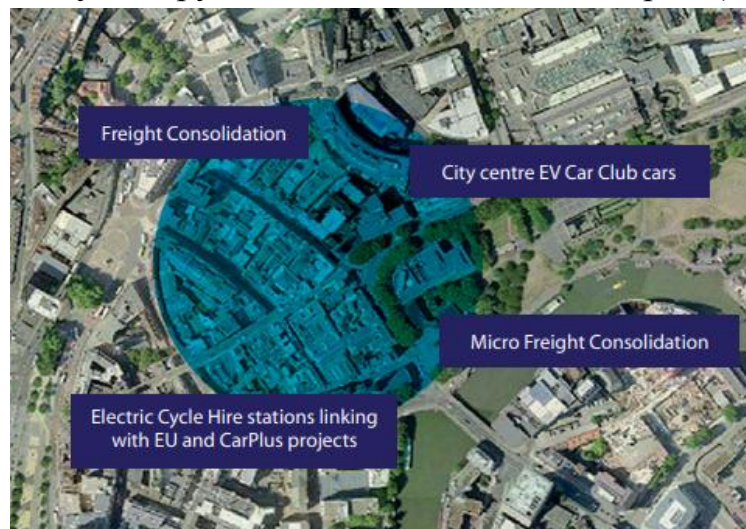 Freight Consolidation
City centre EV Car Club cars
Micro Freight Consolidation
Electric Cycle Hire stations linking
with EU and CarPlus projects